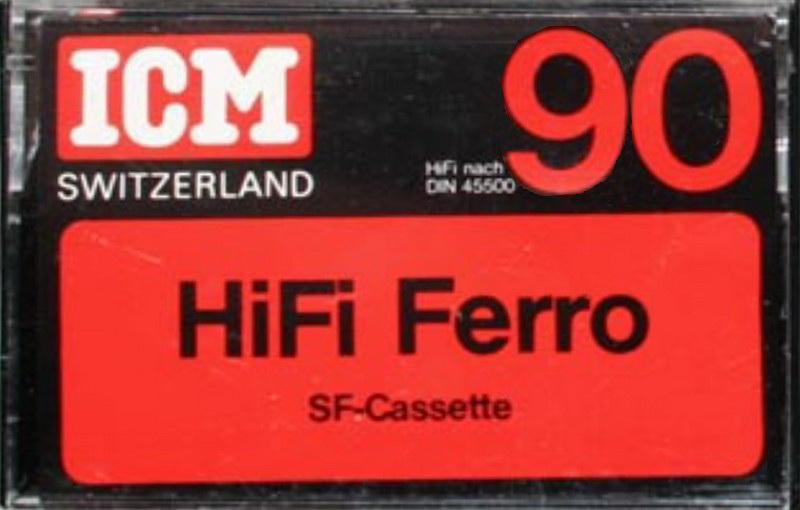 ICM
SWITZERLAND
HiFi nach
DIN 45500
90
HiFi Ferro
SF-Cassette